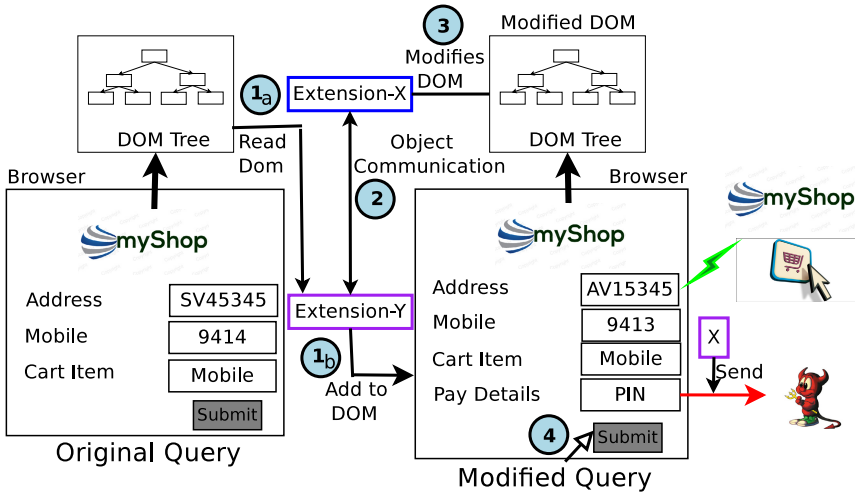 Modified DOM
3
Modifies
DOM
1a
Extension-X
DOM Tree
DOM Tree
Read
Dom
Object
Communication
Browser
Browser
2
myShop
myShop
myShop
Address
SV45345
Mobile
9414
Cart Item
Mobile
Submit
Original Query
Extension-Y
1b
Add to
DOM
Address
AV15345
Mobile
9413
Cart Item
Mobile
Pay Details
PIN
X
Send
4
Submit
Modified Query